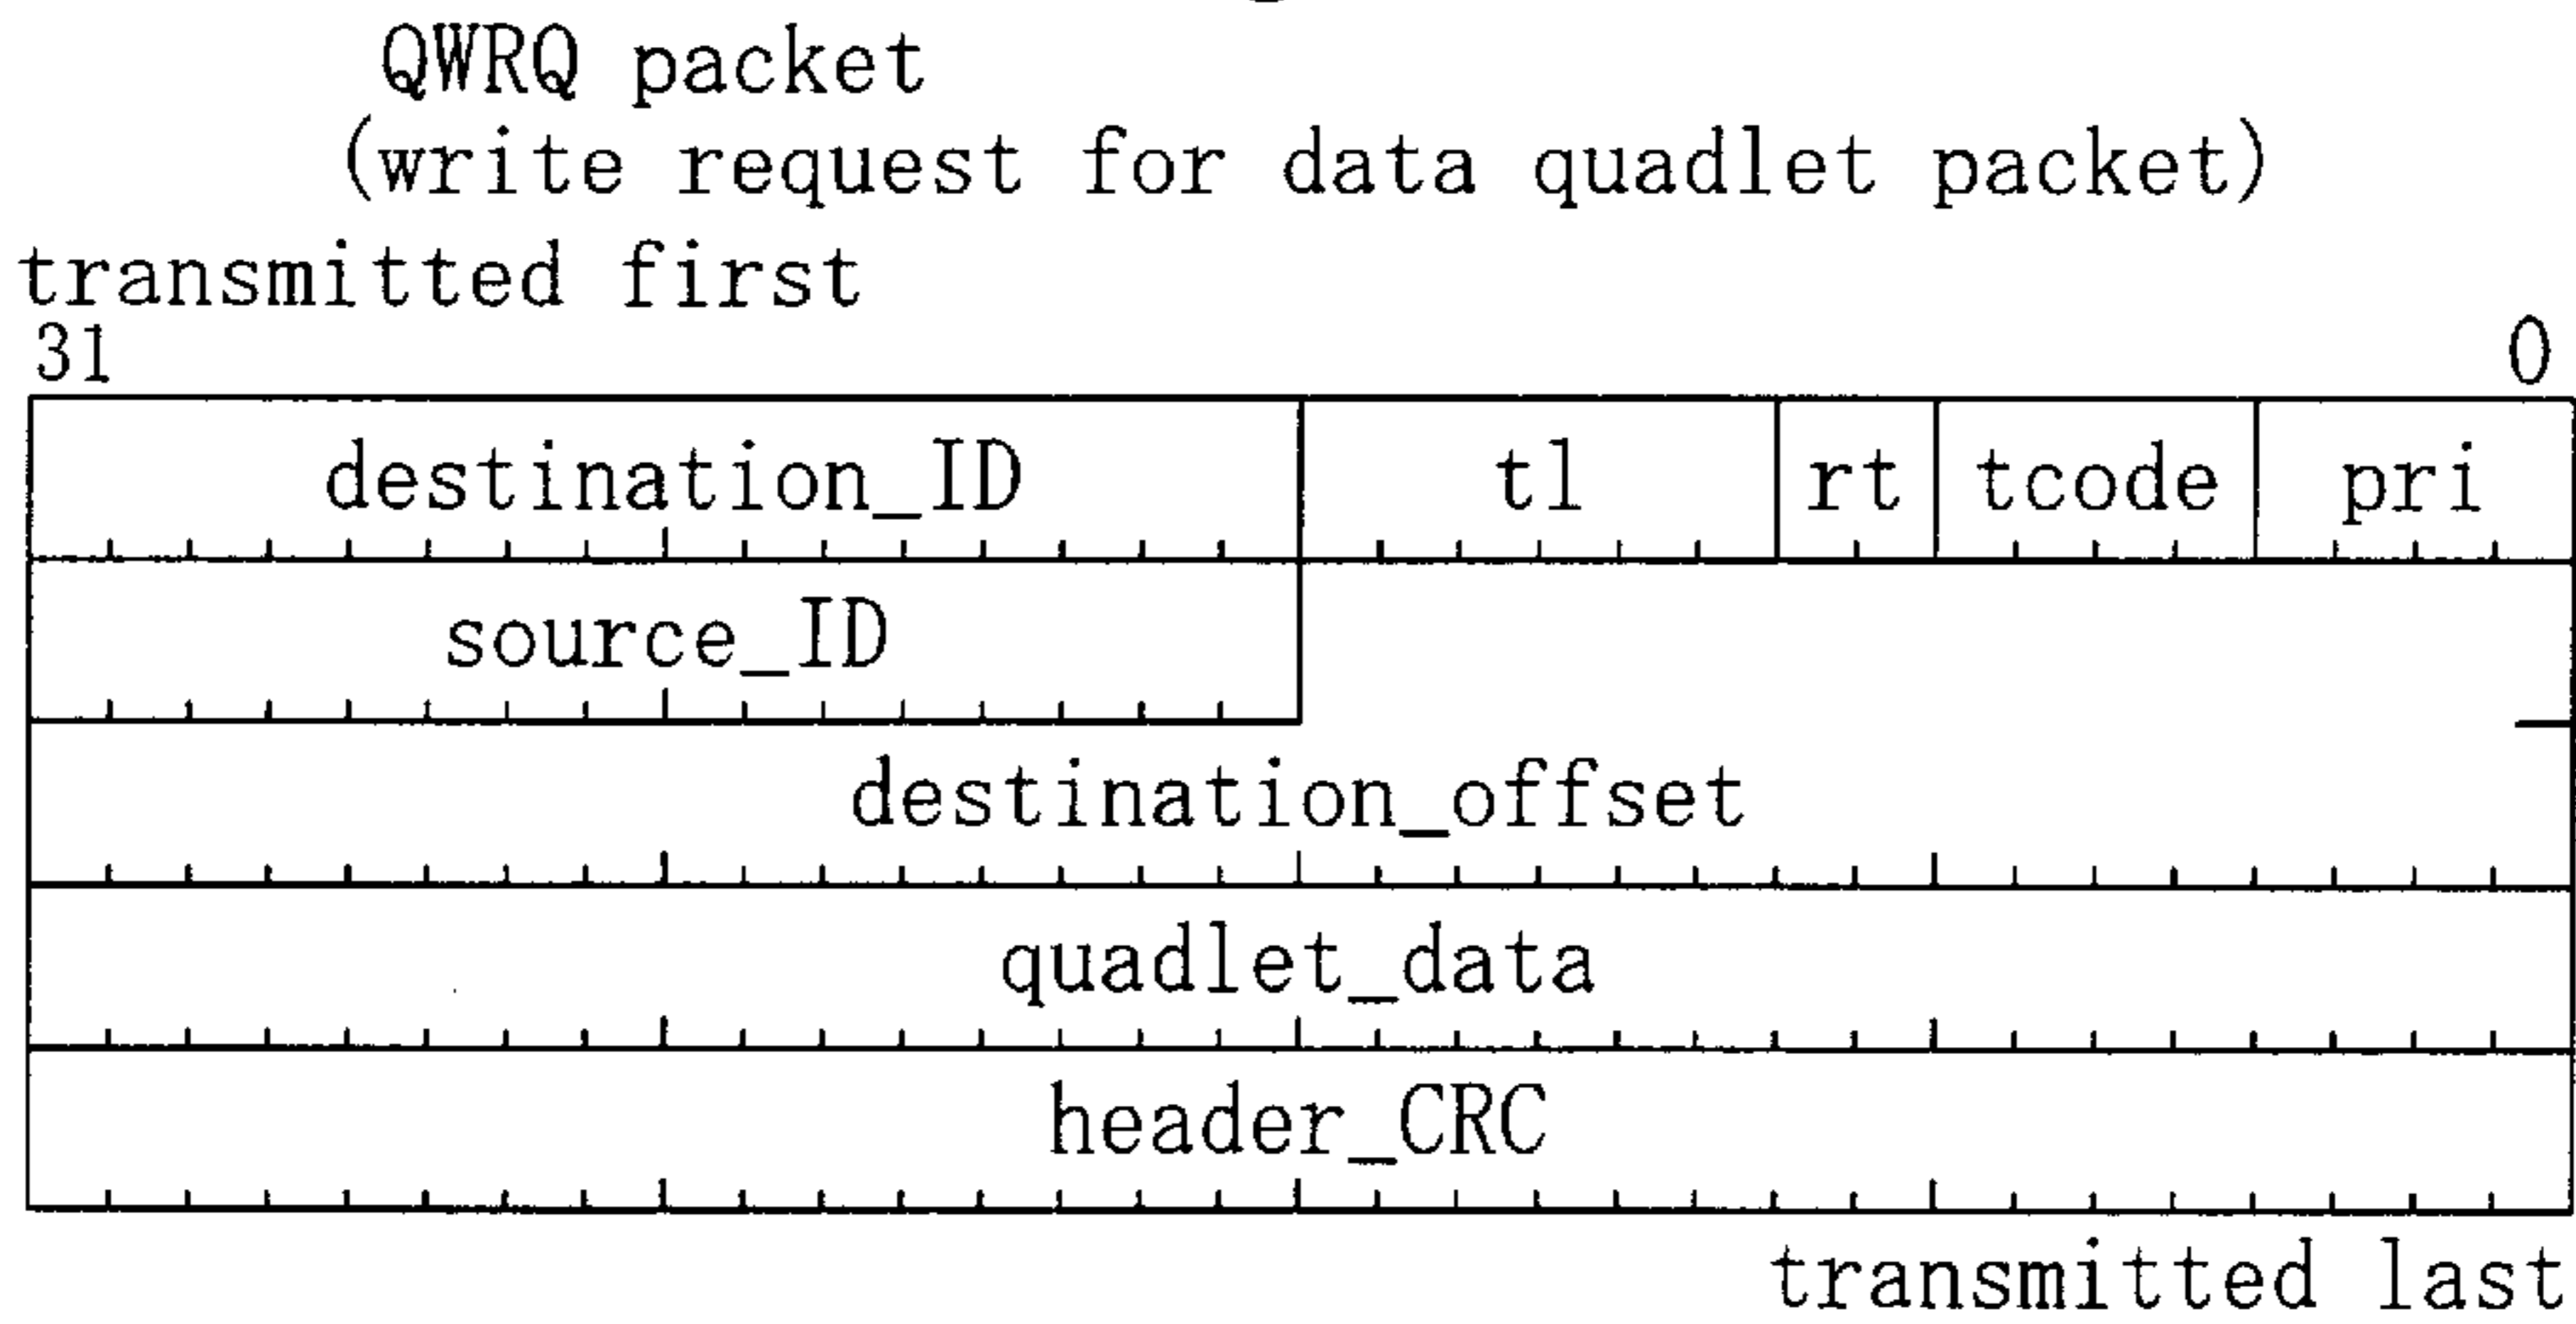 QWRQ packet
(write request for data quadlet packet)
transmitted first
31 0
destination_ID tl rt tcode pri
source_ID
destination_offset
quadlet_data
header_CRC
transmitted last